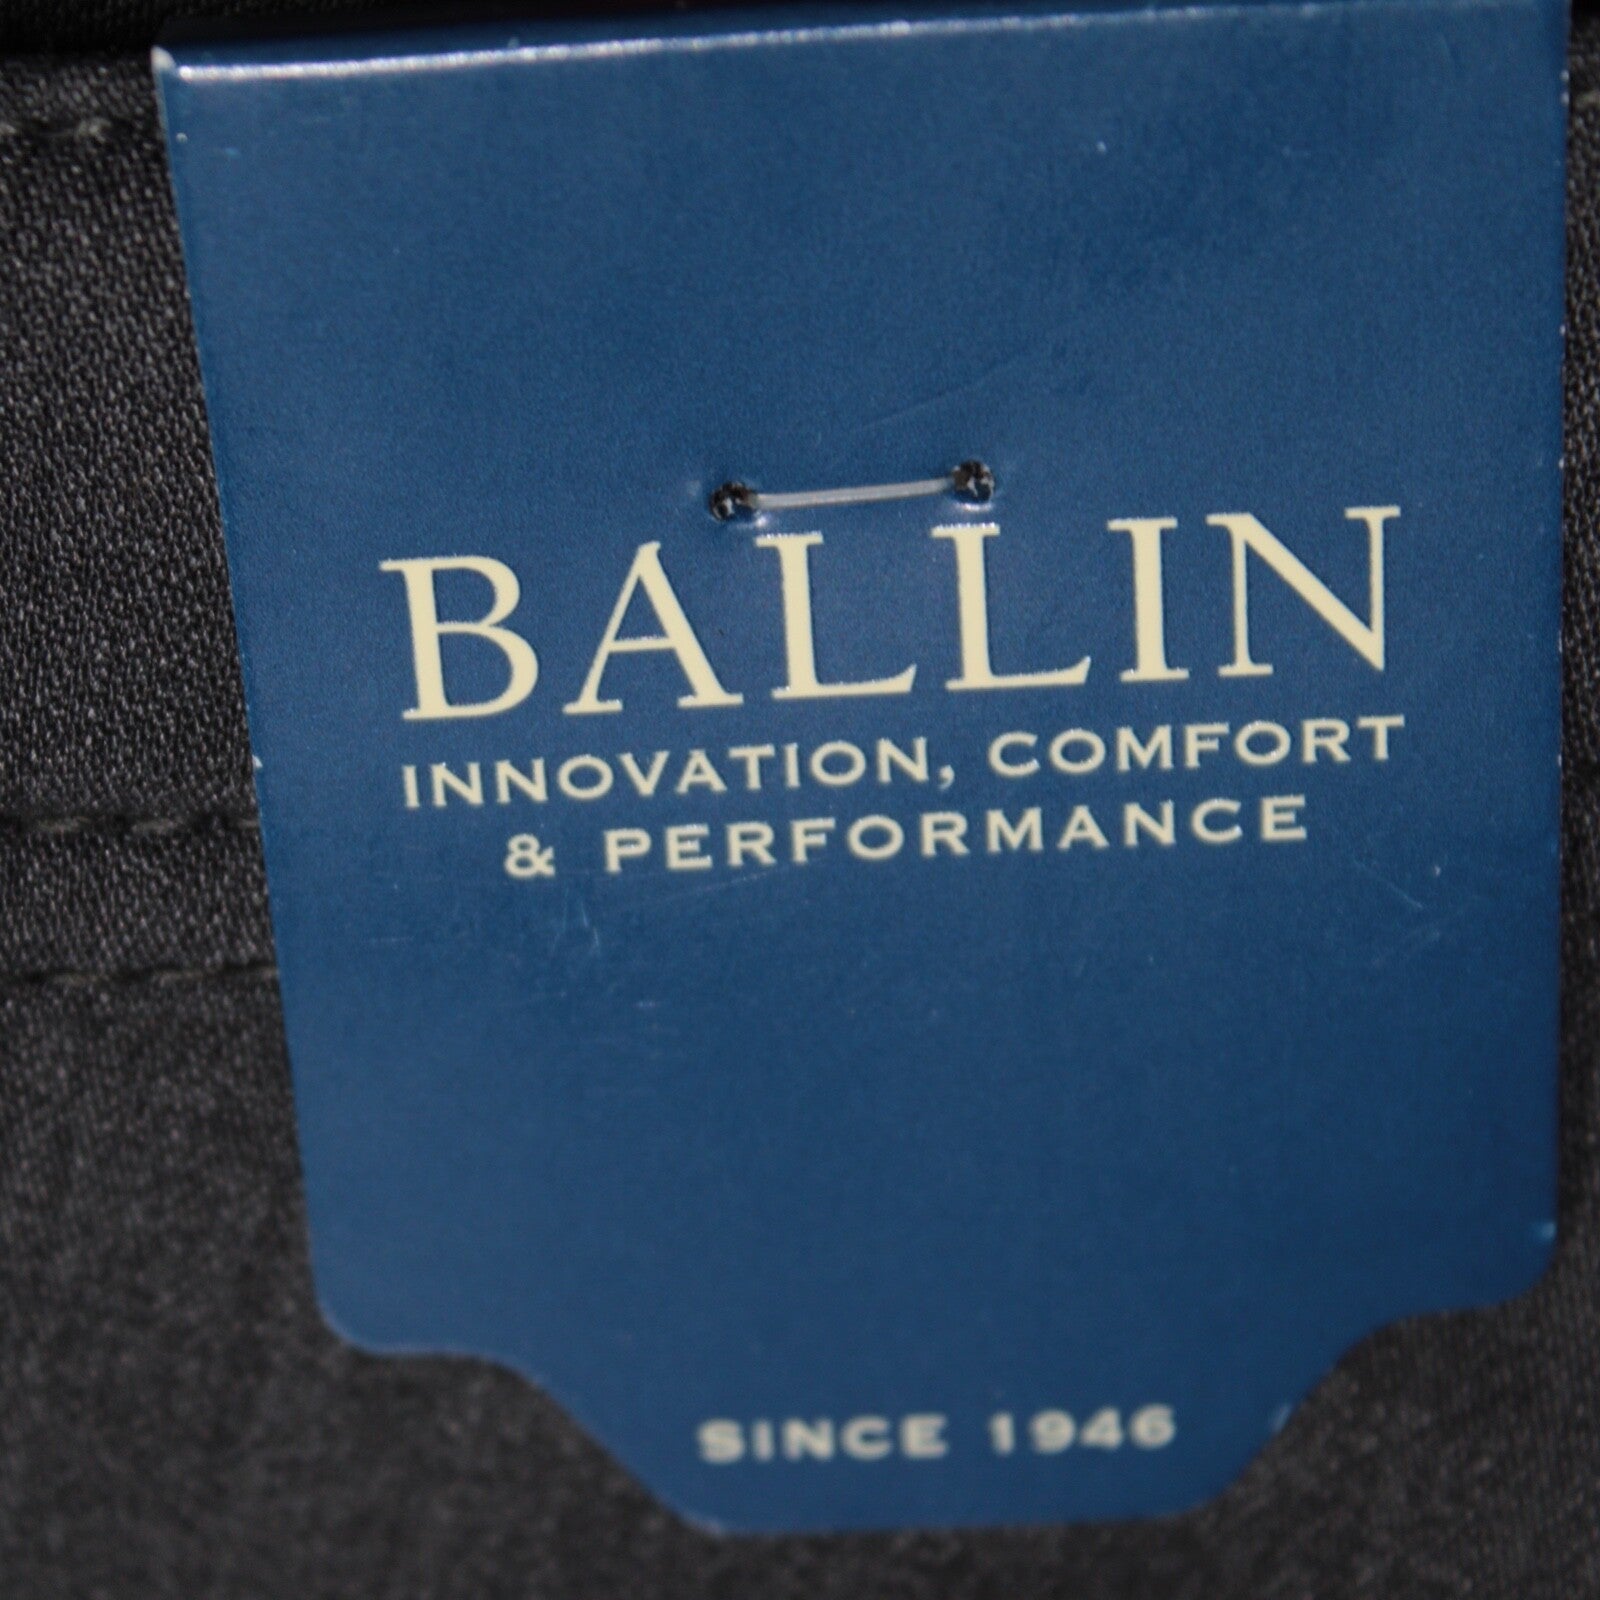 BALLIN
INNOVATION, COMFORT
& PERFORMANCE
SINCE 1946